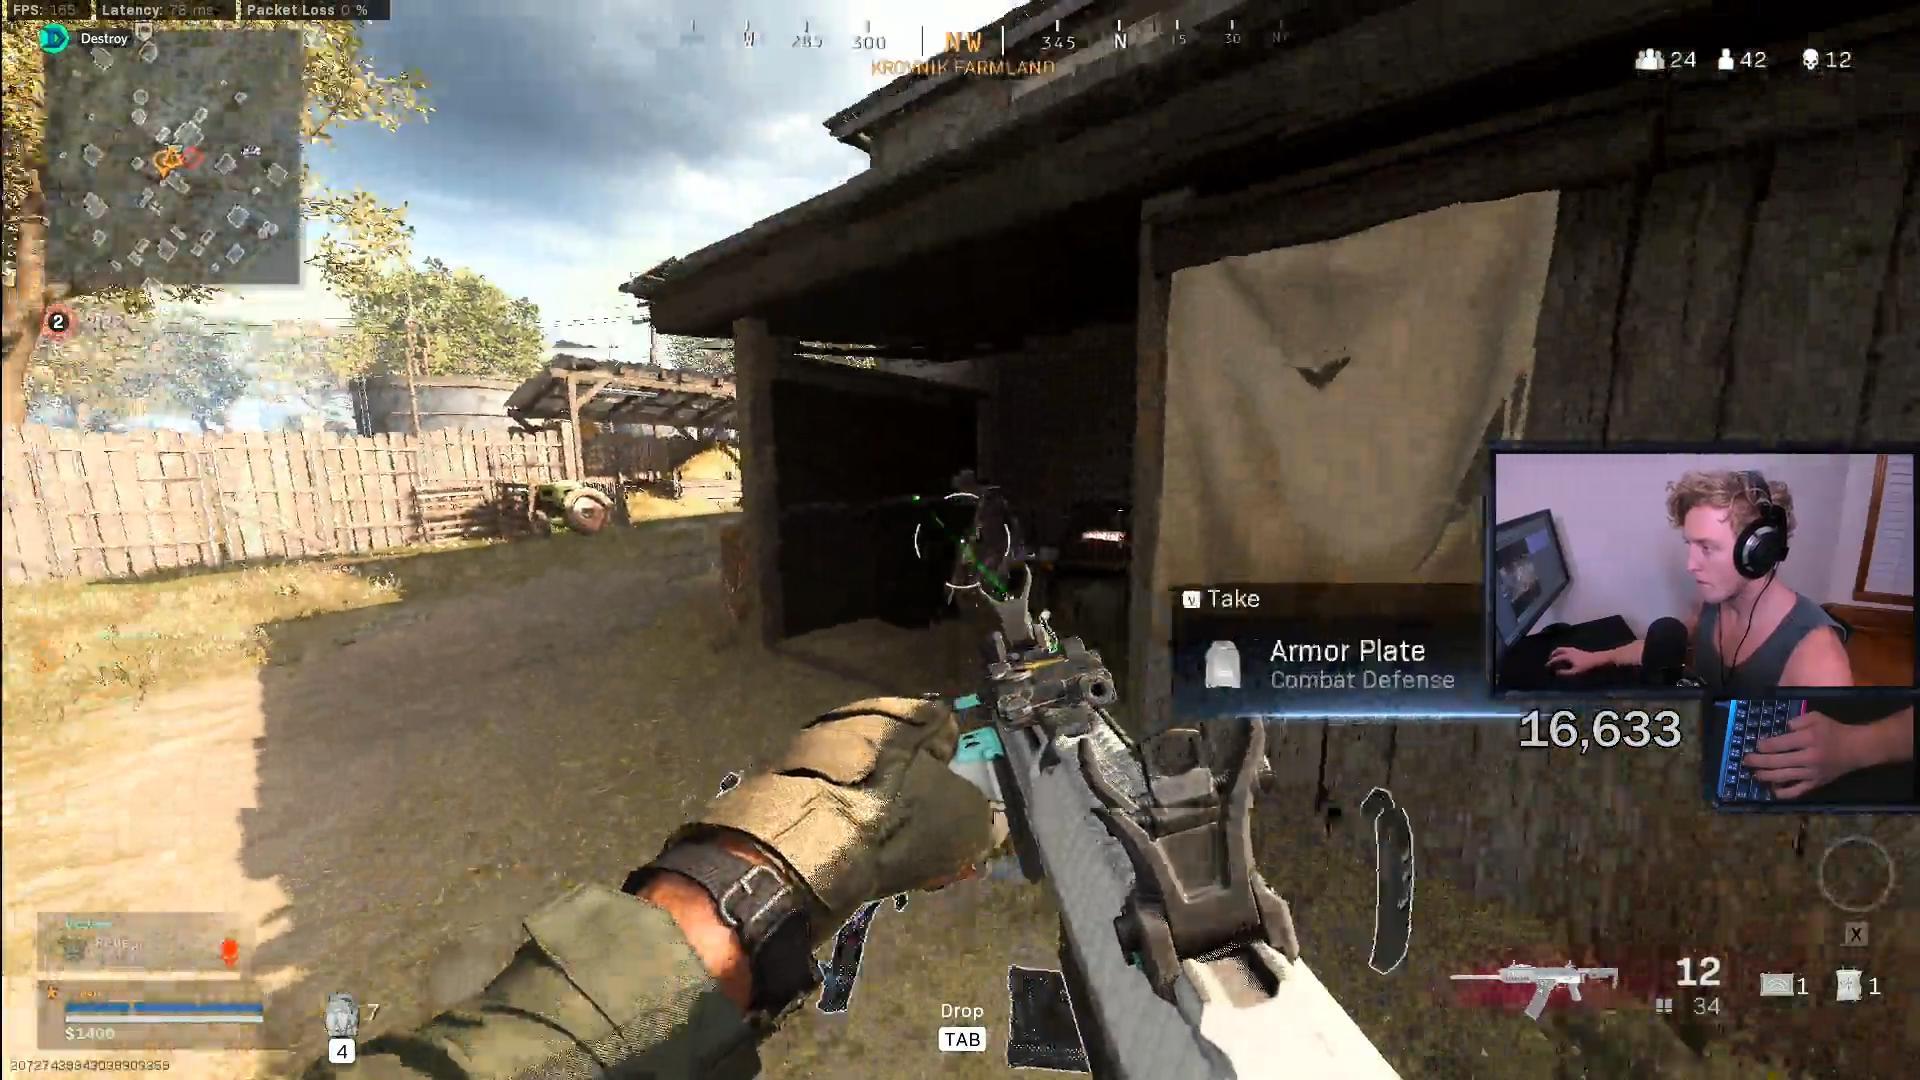 FPS: 165 Latency: 78 ms Packet Loss 0 %
Destroy
W 285 300 NW 345 N 15 30
KROVNIK FARMLAND
24 42 12
2
Take
Armor Plate
Combat Defense
16,633
X
12
34
1 1
$1400
7
4
Drop
TAB